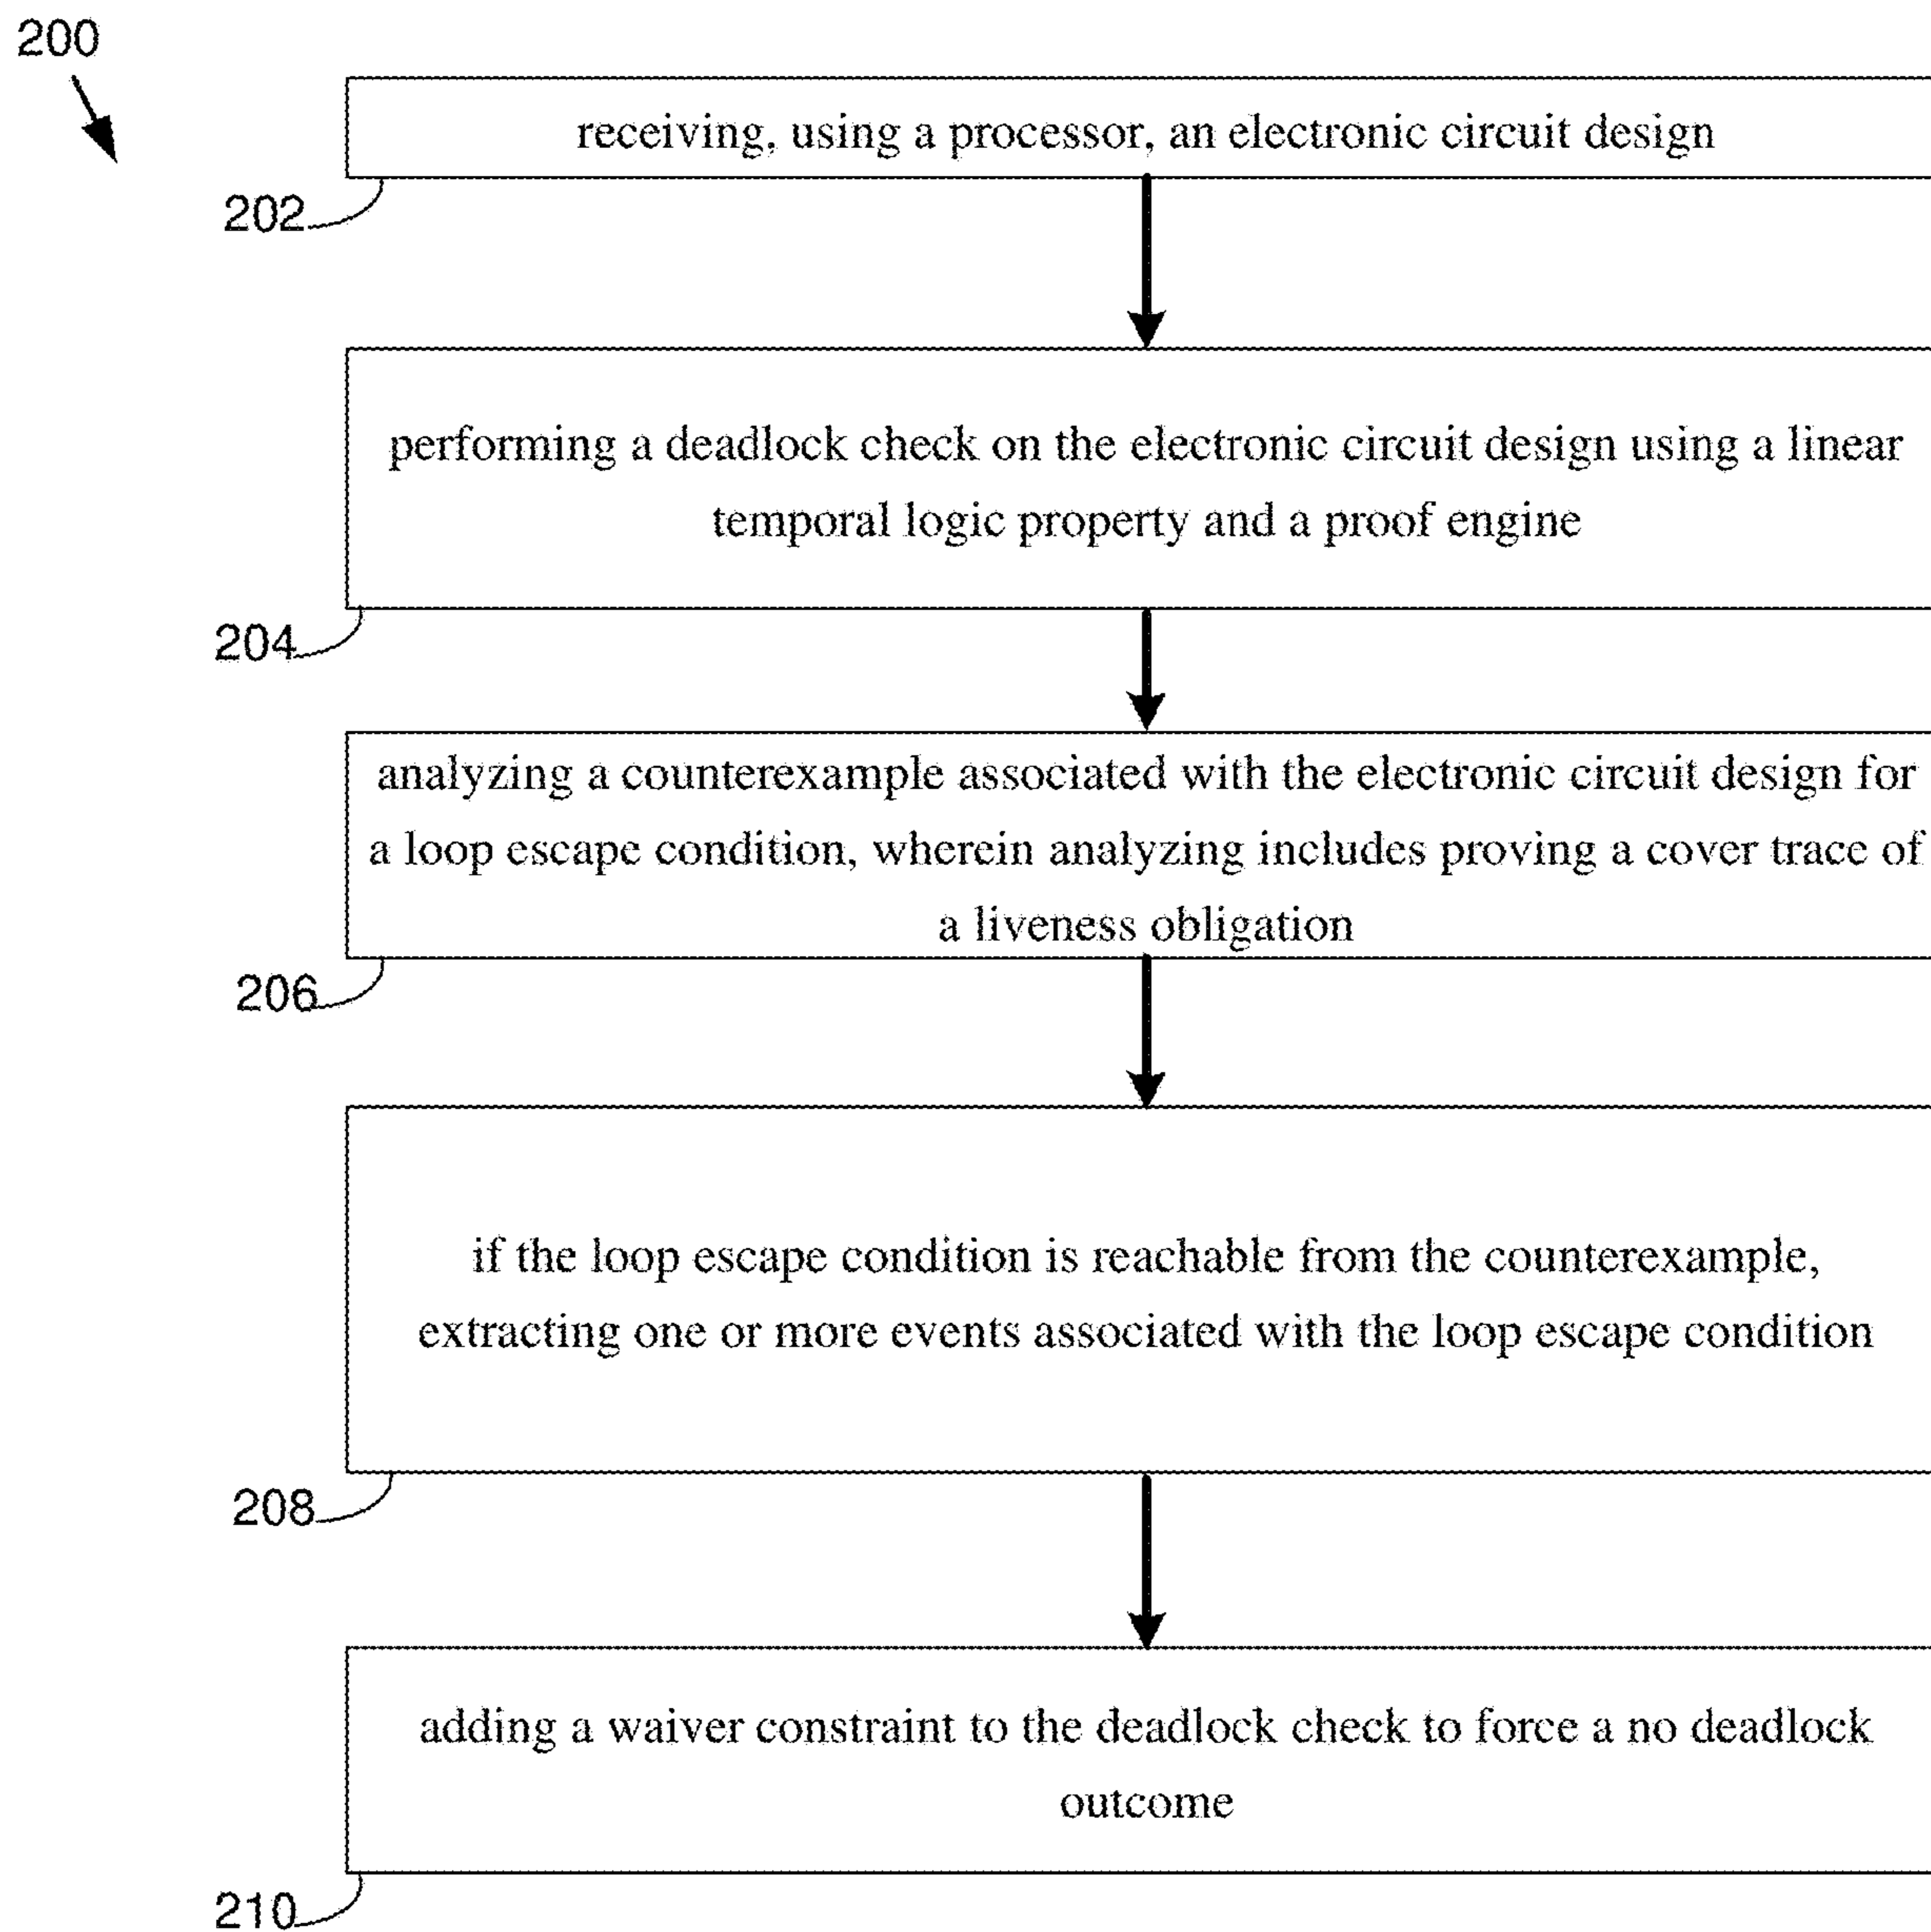 200
receiving, using a processor, an electronic circuit design
202
performing a deadlock check on the electronic circuit design using a linear
temporal logic property and a proof engine
204
analyzing a counterexample associated with the electronic circuit design for
a loop escape condition, wherein analyzing includes proving a cover trace of
a liveness obligation
206
if the loop escape condition is reachable from the counterexample,
extracting one or more events associated with the loop escape condition
208
adding a waiver constraint to the deadlock check to force a no deadlock
outcome
210